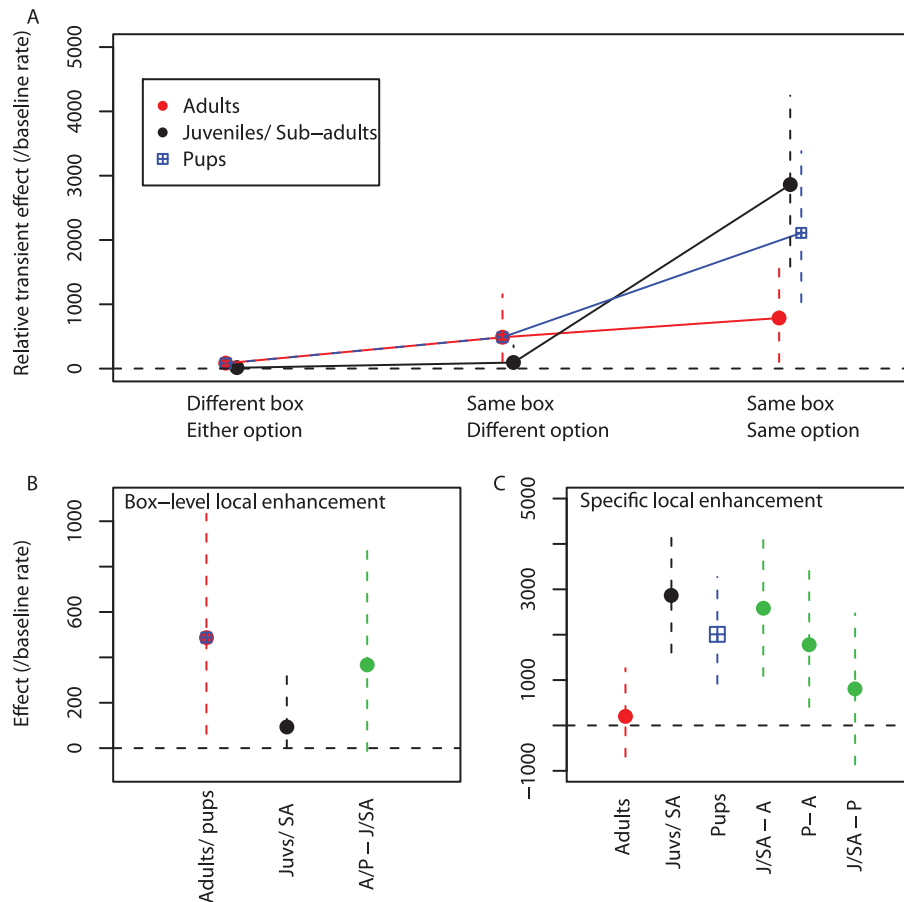 A
Relative transient effect (/baseline rate)
5000
4000
3000
2000
1000
0
Adults
Juveniles/ Sub−adults
Pups
Different box
Either option
Same box
Different option
Same box
Same option
B
Box−level local enhancement
Effect (/baseline rate)
1000
600
200
0
Adults/ pups
Juvs/ SA
A/P − J/SA
C
Specific local enhancement
5000
3000
1000
−1000
Adults
Juvs/ SA
Pups
J/SA − A
P− A
J/SA − P